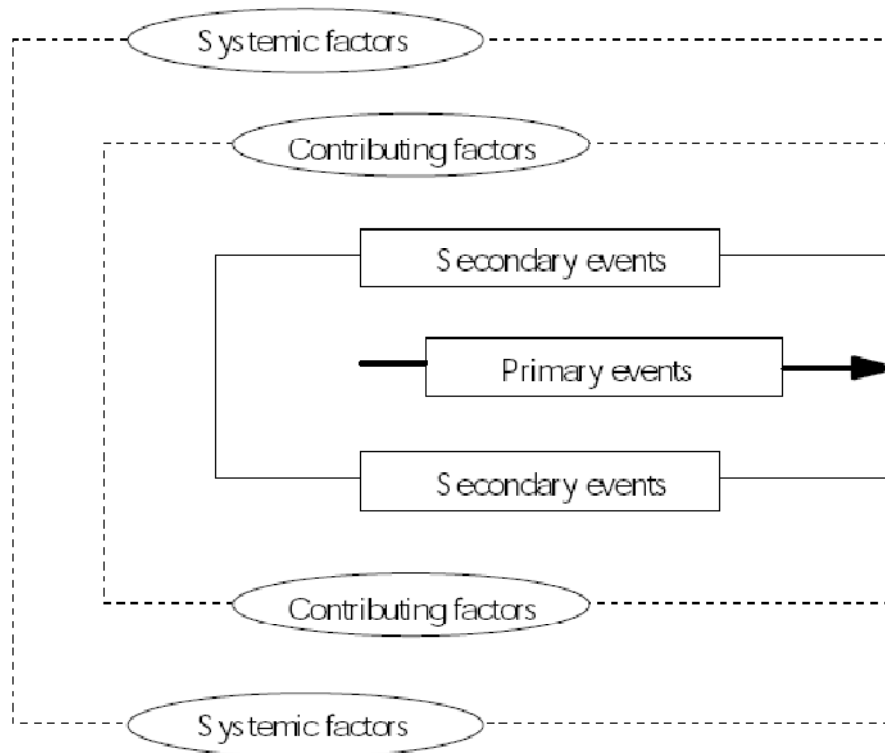 Systemic factors
Contributing factors
Secondary events
Primary events
Secondary events
Contributing factors
Systemic factors